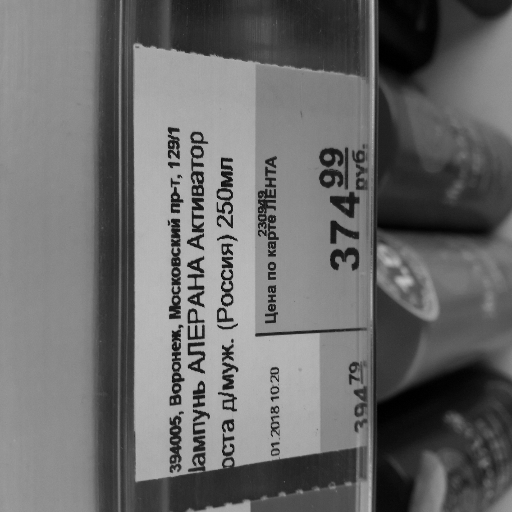 394005, Воронеж, Московский пр-т, 129/1
Шампунь АЛЕРАНА Активатор
роста д/муж. (Россия) 250мл
230949
Цена по карте ЛЕНТА
374 99
руб.
01.2018 10:20
394 79